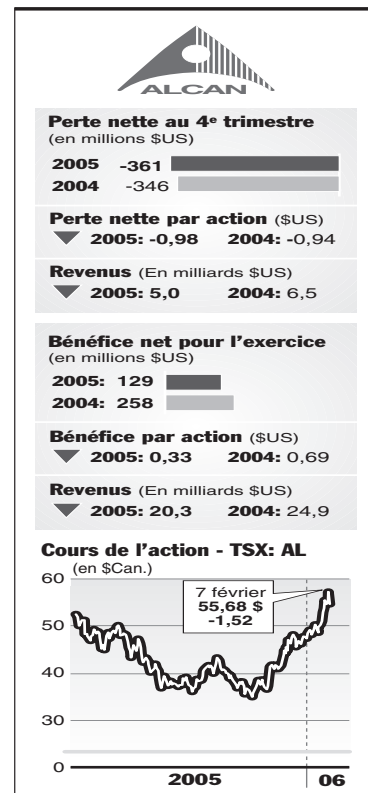 ALCAN
Perte nette au 4e trimestre
(en millions $US)
2005 -361
2004 -346
Perte nette par action ($US)
2005: -0,98 2004: -0,94
Revenus (En milliards $US)
2005: 5,0 2004: 6,5
Bénéfice net pour l'exercice
(en millions $US)
2005: 129
2004: 258
Bénéfice par action ($US)
2005: 0,33 2004: 0,69
Revenus (En milliards $US)
2005: 20,3 2004: 24,9
Cours de l'action - TSX: AL
(en $Can.)
60
7 février
55,68 $
-1,52
50
40
30
0
2005 06